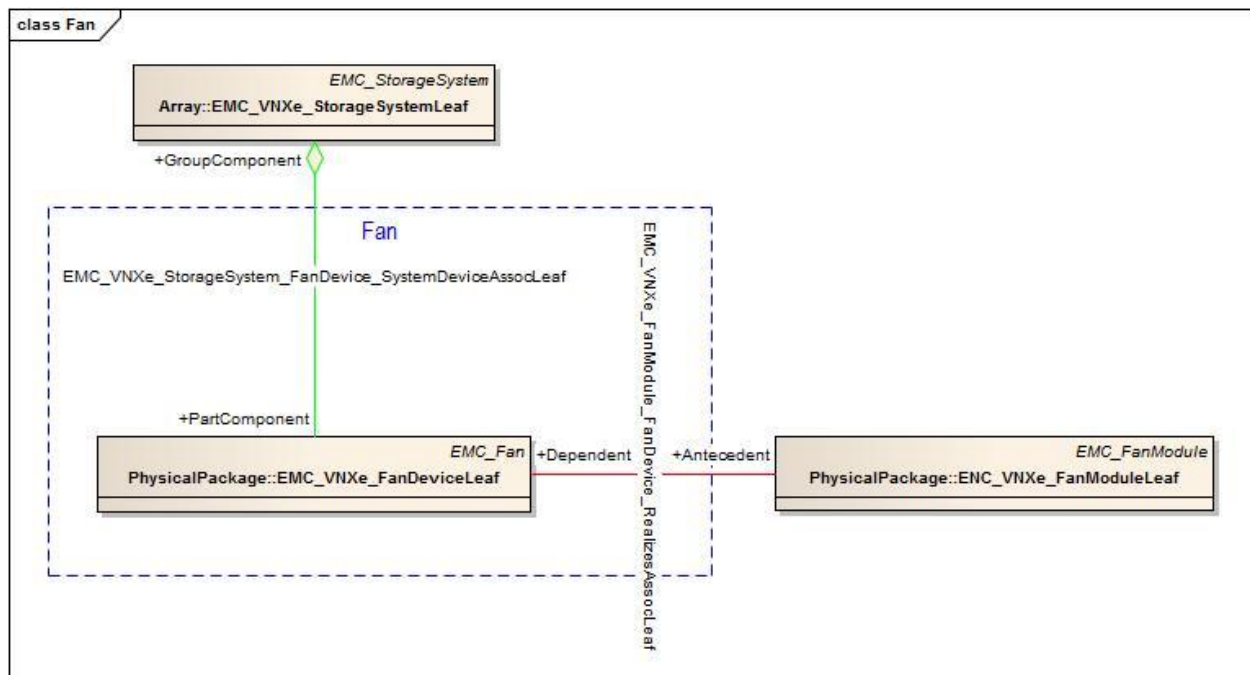 class Fan
EMC_StorageSystem
Array::EMC_VNXe_StorageSystemLeaf
+GroupComponent
Fan
EMC_VNXe_StorageSystem_FanDevice_SystemDeviceAssocLeaf
EMC_VNXe_FanModule_FanDevice_RealizesAssocLeaf
+PartComponent
EMC_Fan
PhysicalPackage::EMC_VNXe_FanDeviceLeaf
+Dependent
+Antecedent
EMC_FanModule
PhysicalPackage::ENC_VNXe_FanModuleLeaf